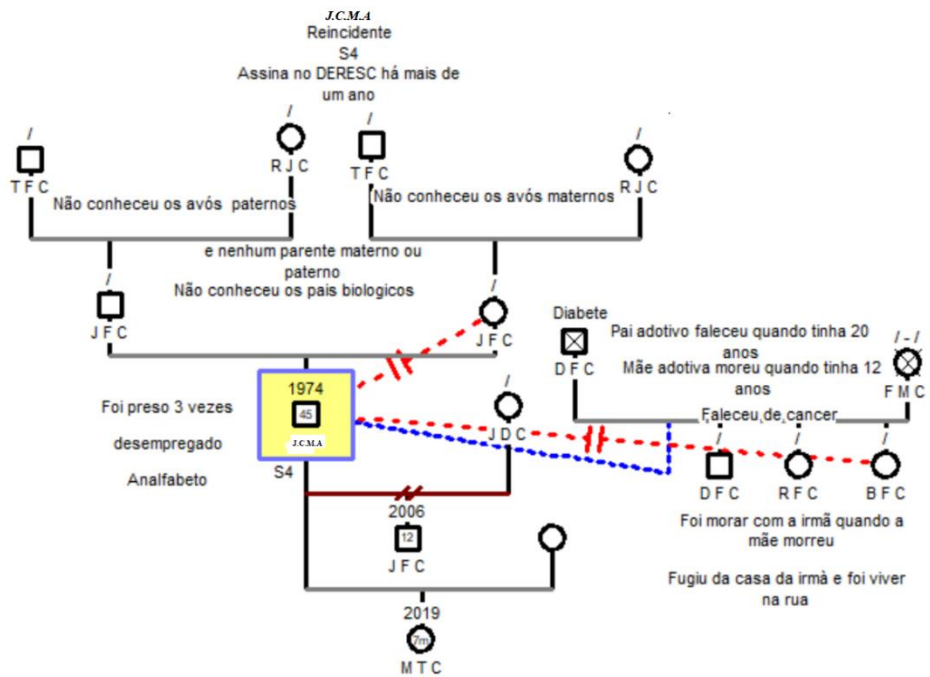 J.C.M.A
Reincidente
S4
Assina no DERESC há mais de
um ano
/
/
/
/
T F C
R J C
T F C
R J C
Não conheceu os avós paternos
Não conheceu os avós maternos
e nenhum parente materno ou
paterno
Não conheceu os pais biologicos
/
/
J F C
J F C
Diabete
Pai adotivo faleceu quando tinha 20
anos
/ - /
D F C
Mãe adotiva moreu quando tinha 12
anos
F M C
Faleceu de cancer
Foi preso 3 vezes
desempregado
Analfabeto
1974
45
J.C.M.A
S4
/
J D C
/
/
/
D F C
R F C
B F C
Foi morar com a irmã quando a
mãe morreu
Fugiu da casa da irmà e foi viver
na rua
2006
12
J F C
2019
7m
M T C